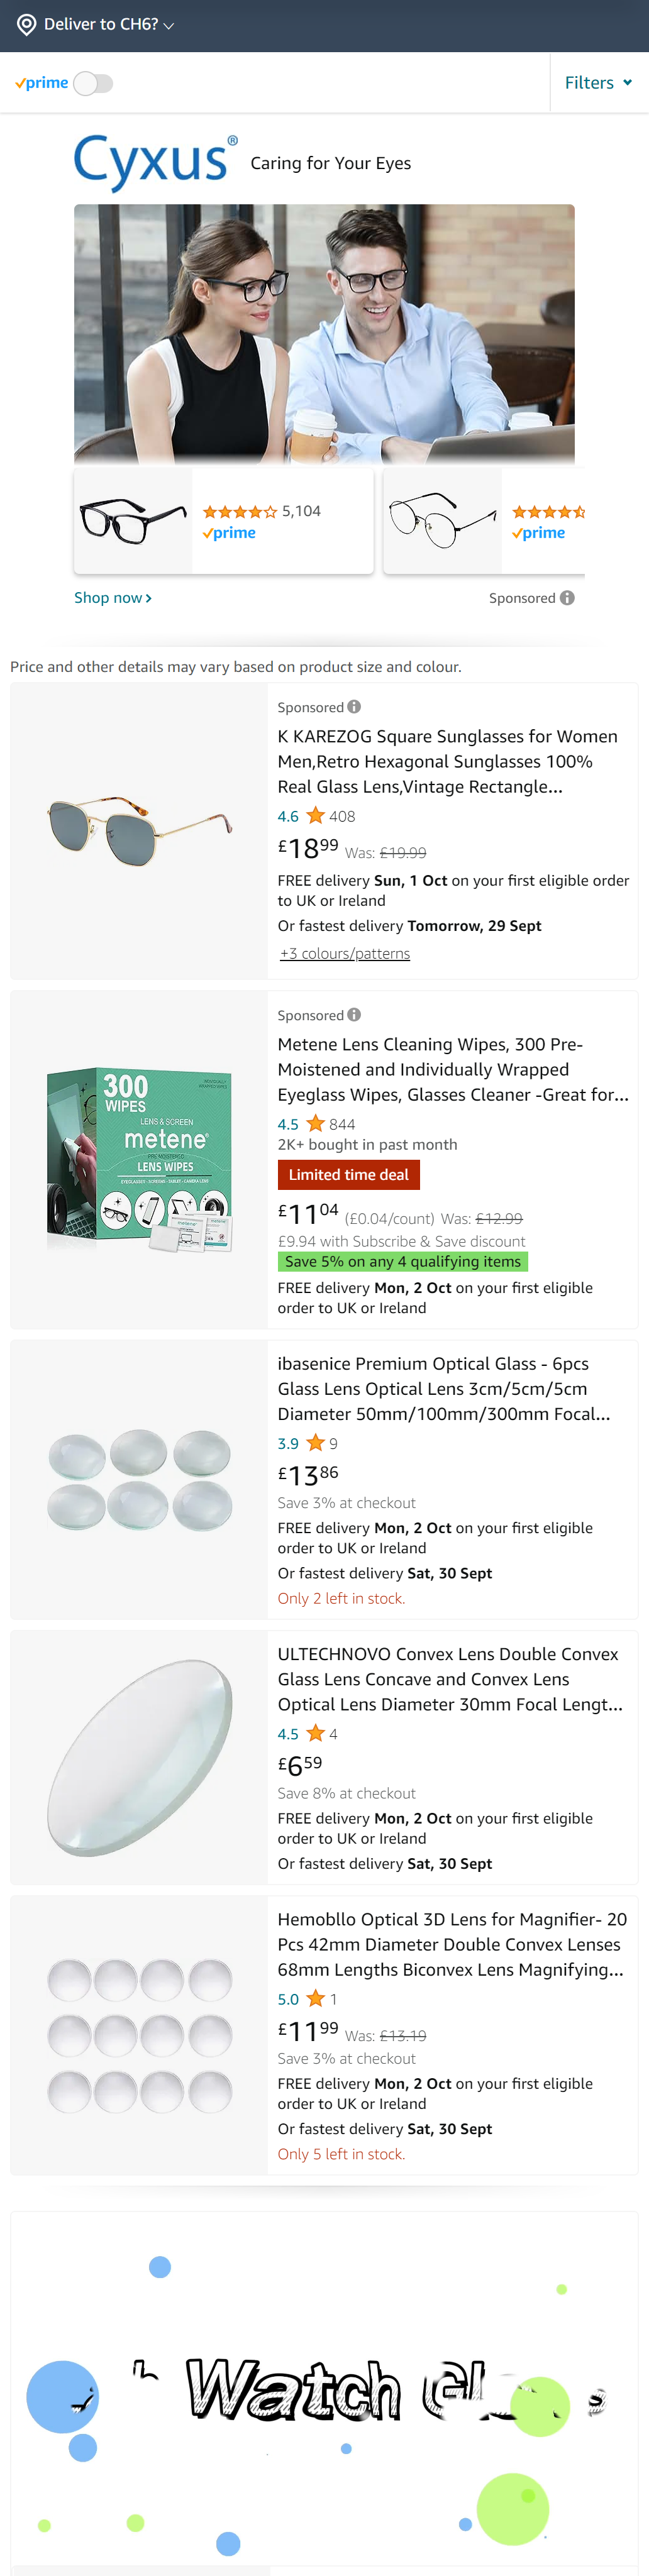 Deliver to CH6?
prime
Filters
Cyxus®
Caring for Your Eyes
5,104
prime
prime
Shop now
Sponsored
Price and other details may vary based on product size and colour.
Sponsored
K KAREZOG Square Sunglasses for Women
Men,Retro Hexagonal Sunglasses 100%
Real Glass Lens,Vintage Rectangle...
4.6 408
£18.99 Was: £19.99
FREE delivery Sun, 1 Oct on your first eligible order
to UK or Ireland
Or fastest delivery Tomorrow, 29 Sept
+3 colours/patterns
300
WIPES
LENS & SCREEN
metene
LENS WIPES
Sponsored
Metene Lens Cleaning Wipes, 300 Pre-
Moistened and Individually Wrapped
Eyeglass Wipes, Glasses Cleaner -Great for...
4.5 844
2K+ bought in past month
Limited time deal
£11.04 (£0.04/count) Was: £12.99
£9.94 with Subscribe & Save discount
Save 5% on any 4 qualifying items
FREE delivery Mon, 2 Oct on your first eligible
order to UK or Ireland
ibasenice Premium Optical Glass - 6pcs
Glass Lens Optical Lens 3cm/5cm/5cm
Diameter 50mm/100mm/300mm Focal...
3.9 9
£13.86
Save 3% at checkout
FREE delivery Mon, 2 Oct on your first eligible
order to UK or Ireland
Or fastest delivery Sat, 30 Sept
Only 2 left in stock.
ULTECHNOVO Convex Lens Double Convex
Glass Lens Concave and Convex Lens
Optical Lens Diameter 30mm Focal Lengt...
4.5 4
£6.59
Save 8% at checkout
FREE delivery Mon, 2 Oct on your first eligible
order to UK or Ireland
Or fastest delivery Sat, 30 Sept
Hemobllo Optical 3D Lens for Magnifier- 20
Pcs 42mm Diameter Double Convex Lenses
68mm Lengths Biconvex Lens Magnifying...
5.0 1
£11.99 Was: £13.19
Save 3% at checkout
FREE delivery Mon, 2 Oct on your first eligible
order to UK or Ireland
Or fastest delivery Sat, 30 Sept
Only 5 left in stock.
Watch